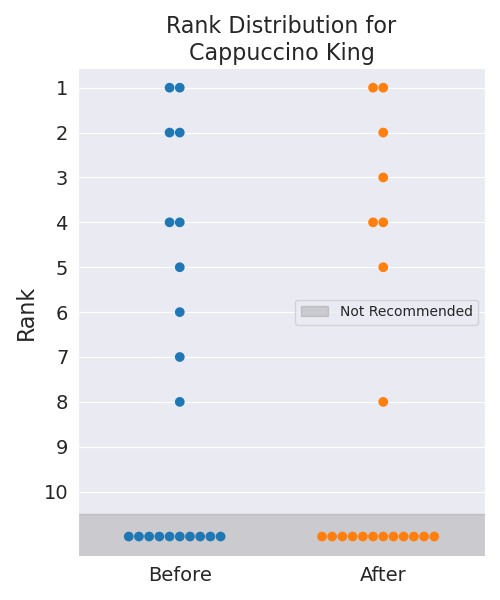 Rank Distribution for
Cappuccino King
Rank
1
2
3
4
5
6
7
8
9
10
Not Recommended
Before
After